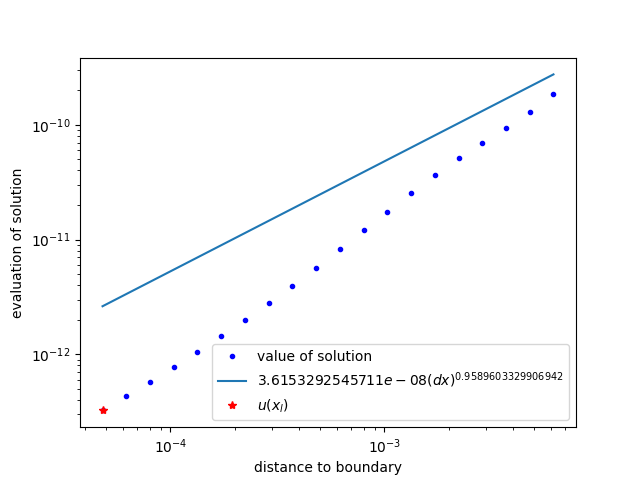 10⁻¹⁰
10⁻¹¹
10⁻¹²
evaluation of solution
value of solution
3.6153292545711e − 08(dx)^0.9589603329906942
u(x_l)
10⁻⁴ 10⁻³
distance to boundary